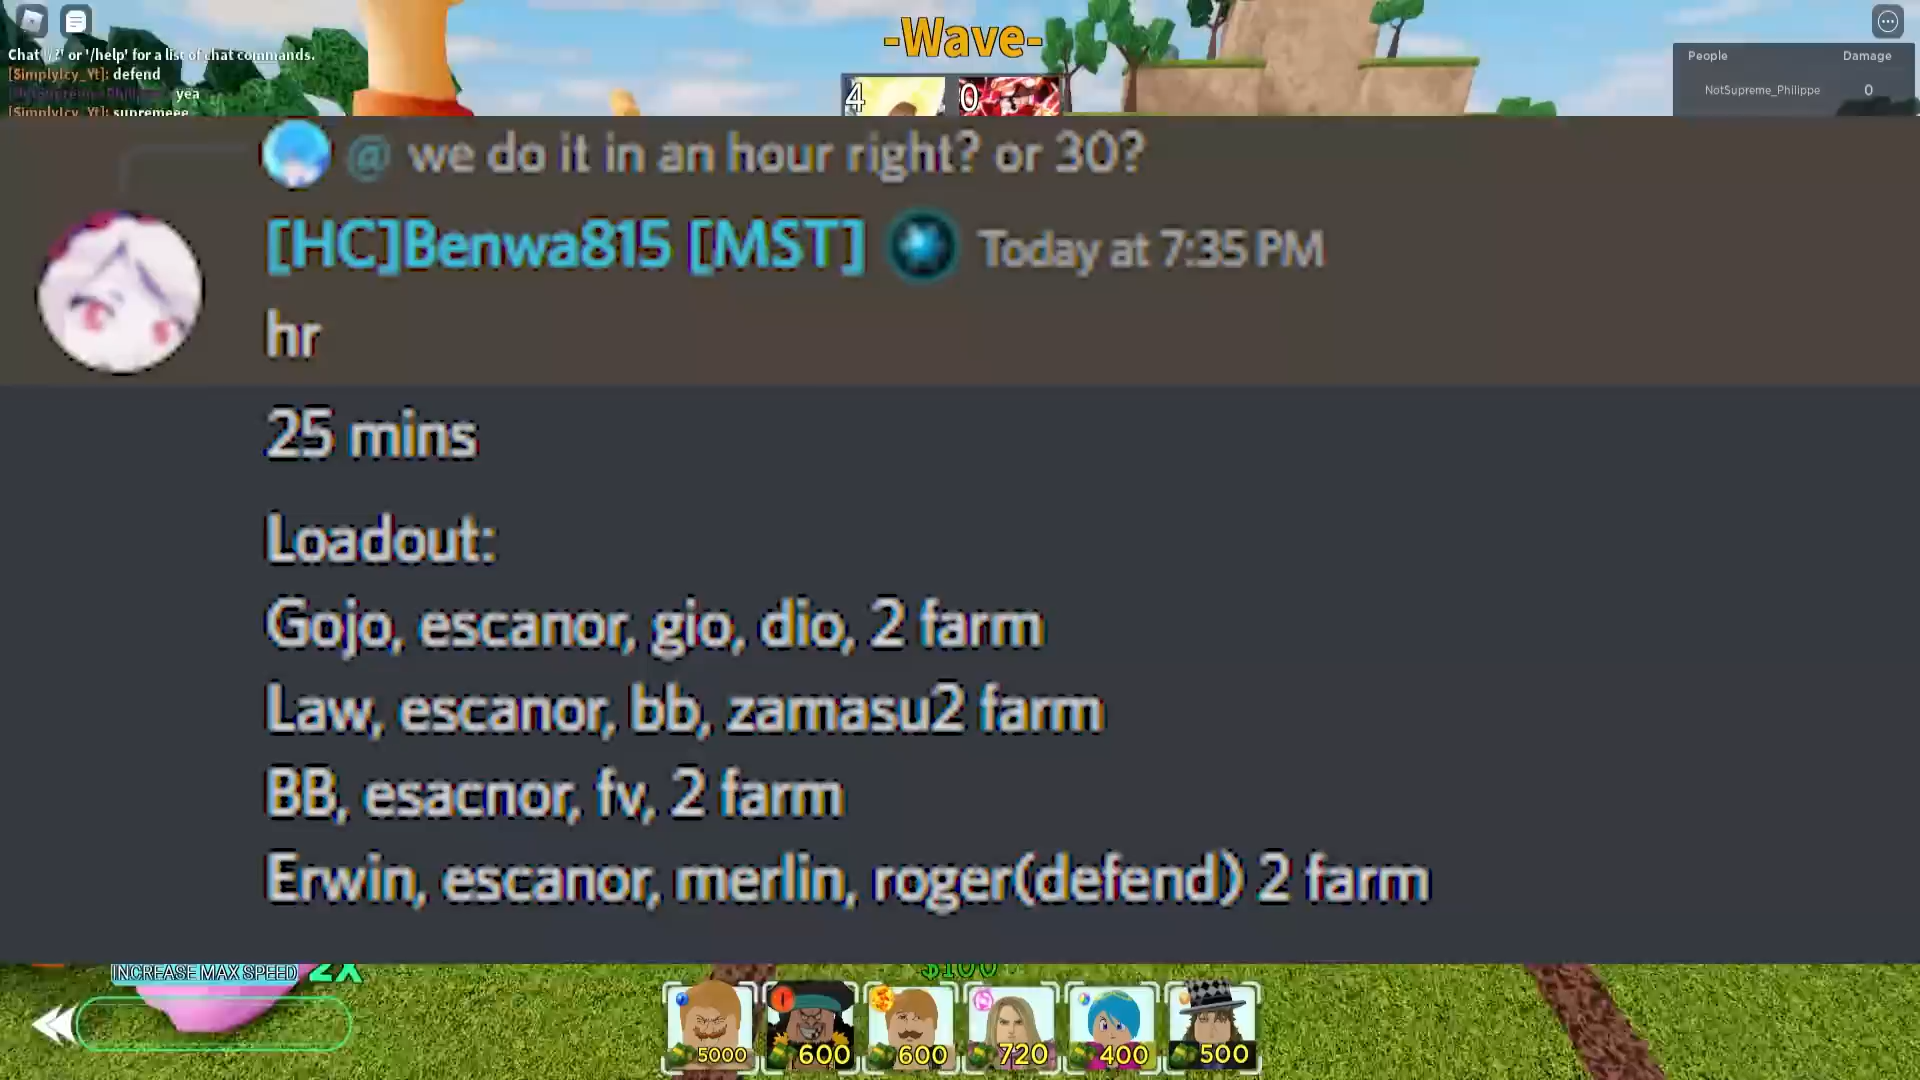 -Wave-
Chat '/?' or '/help' for a list of chat commands.
[SimplyIcy_Yt]: defend
yea
[SimplyIcy_Yt]: supremeee
4
0
People Damage
NotSupreme_Philippe 0
@ we do it in an hour right? or 30?
[HC]Benwa815 [MST] Today at 7:35 PM
hr
25 mins
Loadout:
Gojo, escanor, gio, dio, 2 farm
Law, escanor, bb, zamasu2 farm
BB, esacnor, fv, 2 farm
Erwin, escanor, merlin, roger(defend) 2 farm
INCREASE MAX SPEED 2X
$100
5000 600 600 720 400 500